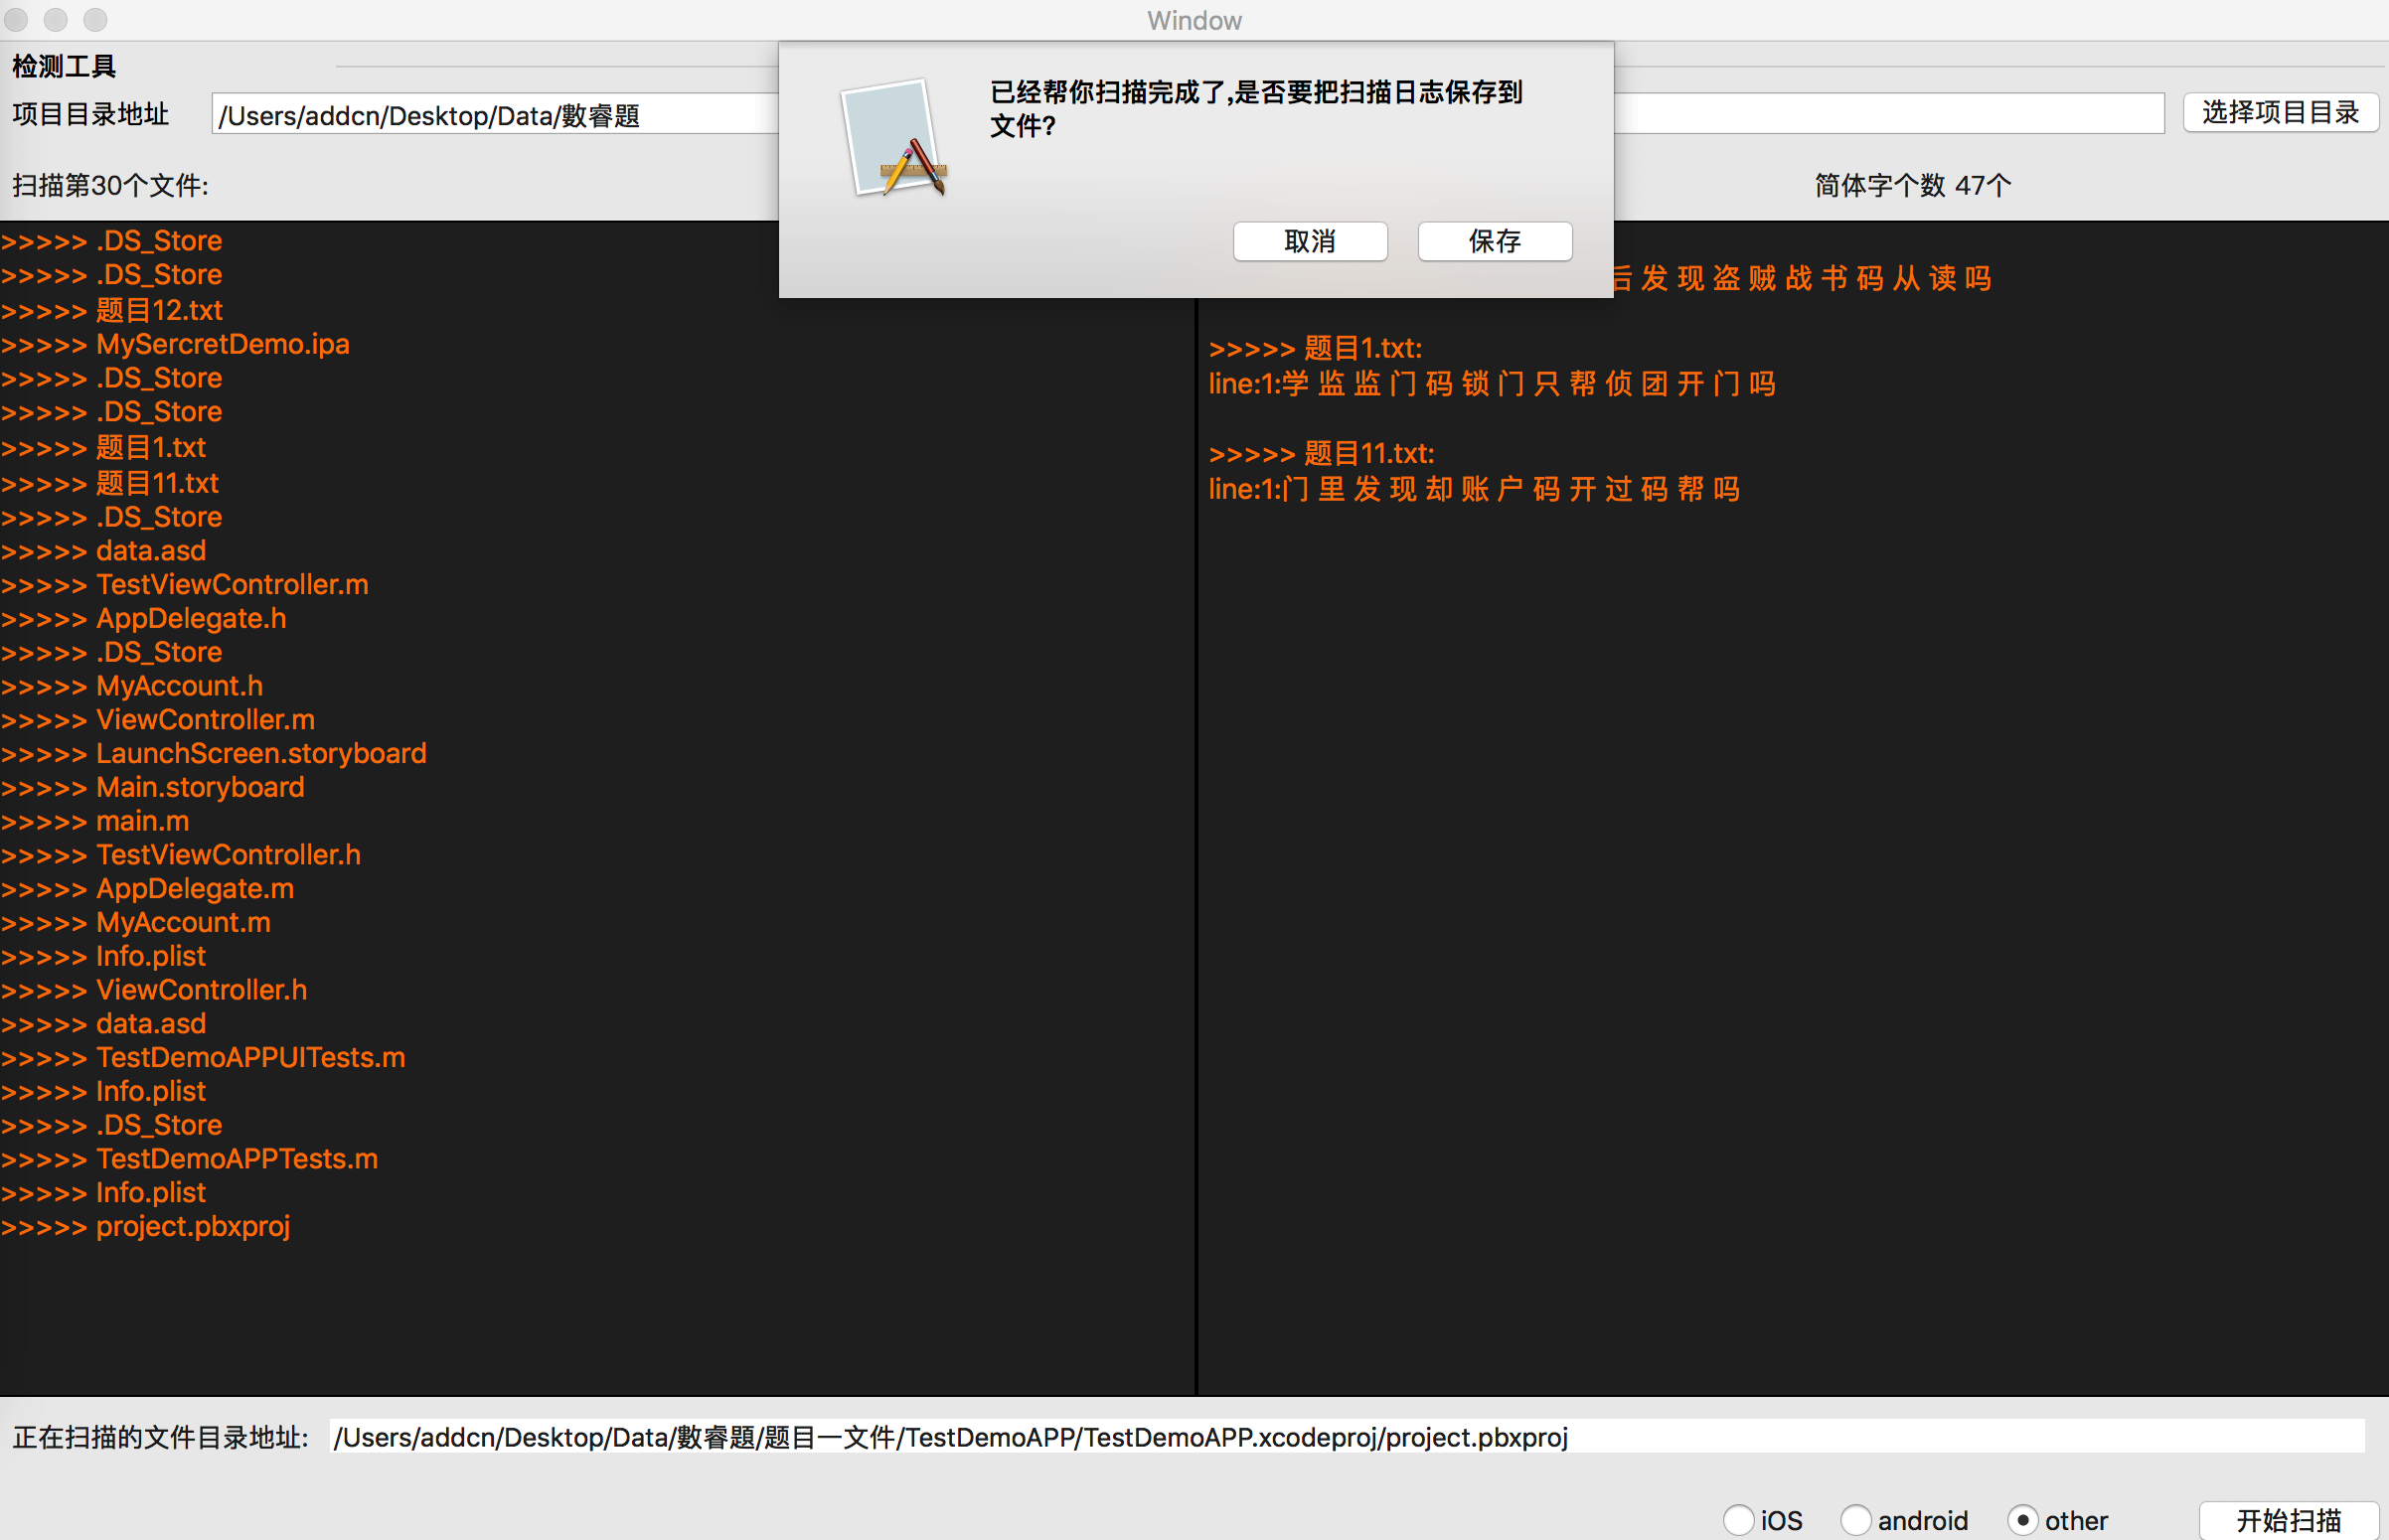 Window
检测工具
项目目录地址
/Users/addcn/Desktop/Data/數睿題
选择项目目录
已经帮你扫描完成了,是否要把扫描日志保存到
文件?
取消
保存
扫描第30个文件:
简体字个数 47个
>>>>> .DS_Store
>>>>> .DS_Store
>>>>> 题目12.txt
>>>>> MySercretDemo.ipa
>>>>> .DS_Store
>>>>> .DS_Store
>>>>> 题目1.txt
>>>>> 题目11.txt
>>>>> .DS_Store
>>>>> data.asd
>>>>> TestViewController.m
>>>>> AppDelegate.h
>>>>> .DS_Store
>>>>> MyAccount.h
>>>>> ViewController.m
>>>>> LaunchScreen.storyboard
>>>>> Main.storyboard
>>>>> main.m
>>>>> TestViewController.h
>>>>> AppDelegate.m
>>>>> MyAccount.m
>>>>> Info.plist
>>>>> ViewController.h
>>>>> data.asd
>>>>> TestDemoAPPUITests.m
>>>>> Info.plist
>>>>> .DS_Store
>>>>> TestDemoAPPTests.m
>>>>> Info.plist
>>>>> project.pbxproj
后 发 现 盗 贼 战 书 码 从 读 吗
>>>>> 题目1.txt:
line:1:学 监 监 门 码 锁 门 只 帮 侦 团 开 门 吗
>>>>> 题目11.txt:
line:1:门 里 发 现 却 账 户 码 开 过 码 帮 吗
正在扫描的文件目录地址:
/Users/addcn/Desktop/Data/數睿題/题目一文件/TestDemoAPP/TestDemoAPP.xcodeproj/project.pbxproj
iOS
android
other
开始扫描